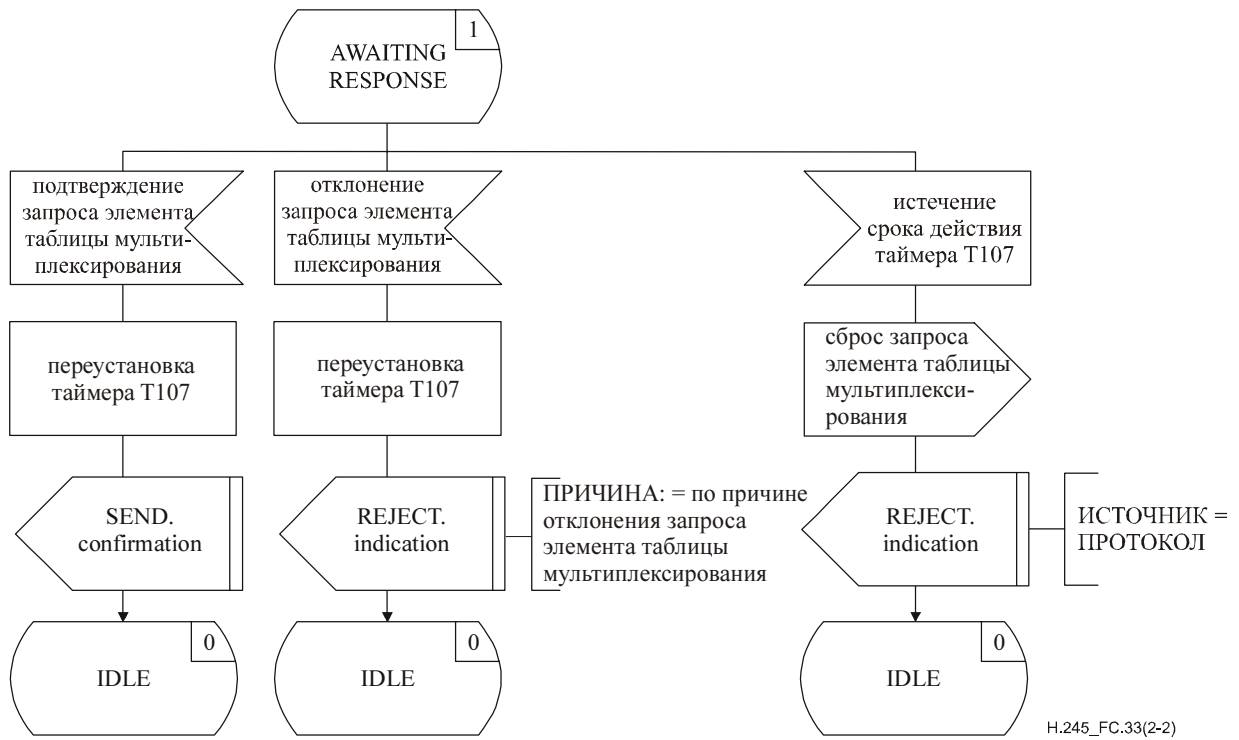 1
AWAITING
RESPONSE
подтверждение
запроса элемента
таблицы мульти-
плексирования
отклонение
запроса элемента
таблицы мульти-
плексирования
истечение
срока действия
таймера T107
переустановка
таймера T107
переустановка
таймера T107
сброс запроса
элемента таблицы
мультиплекси-
рования
SEND.
confirmation
REJECT.
indication
ПРИЧИНА: = по причине
отклонения запроса
элемента таблицы
мультиплексирования
REJECT.
indication
ИСТОЧНИК =
ПРОТОКОЛ
0
IDLE
0
IDLE
0
IDLE
H.245_FC.33(2-2)